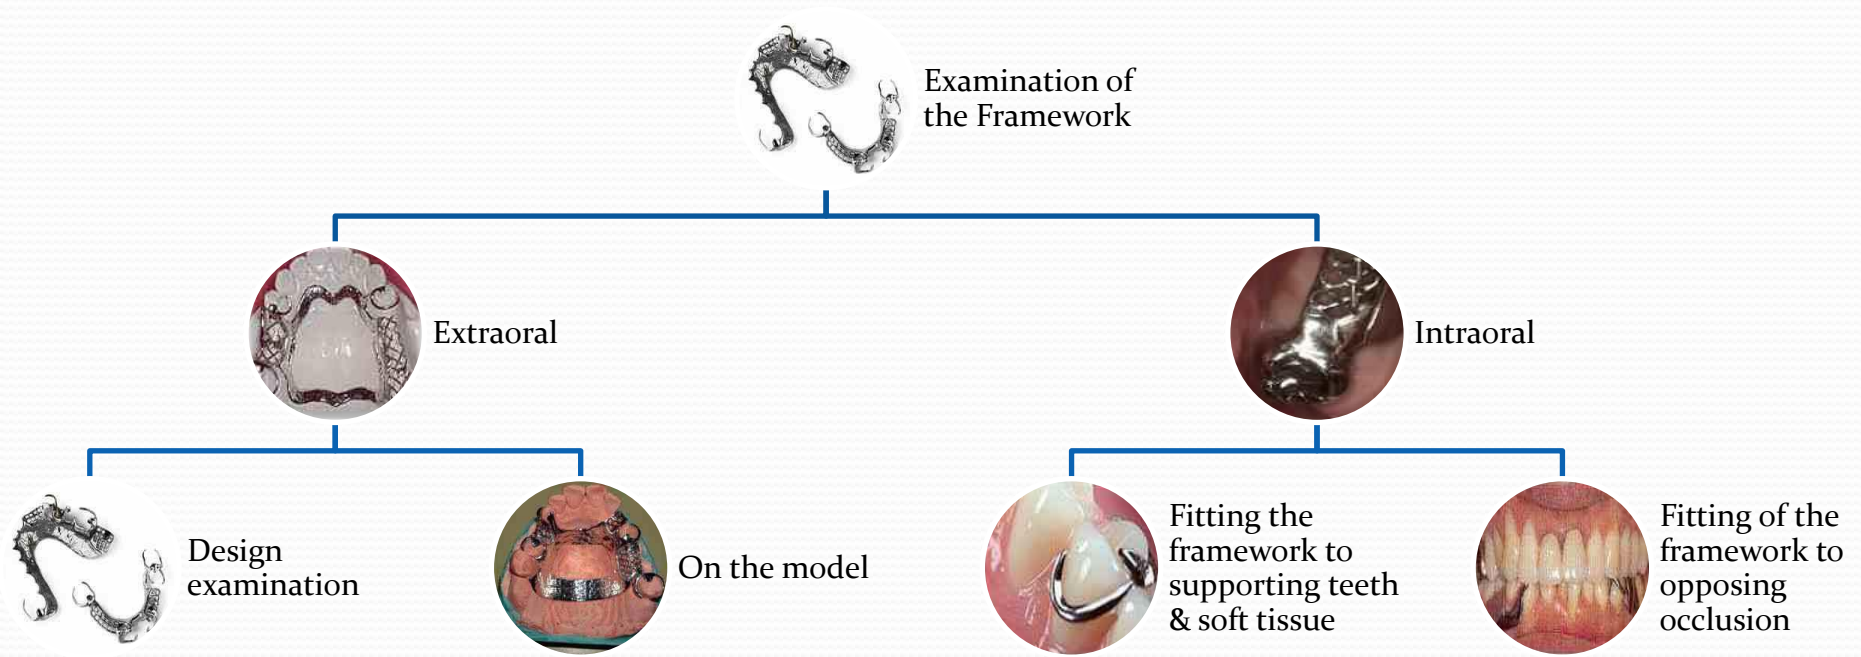 Examination of
the Framework
Extraoral
Intraoral
Design
examination
On the model
Fitting the
framework to
supporting teeth
& soft tissue
Fitting of the
framework to
opposing
occlusion